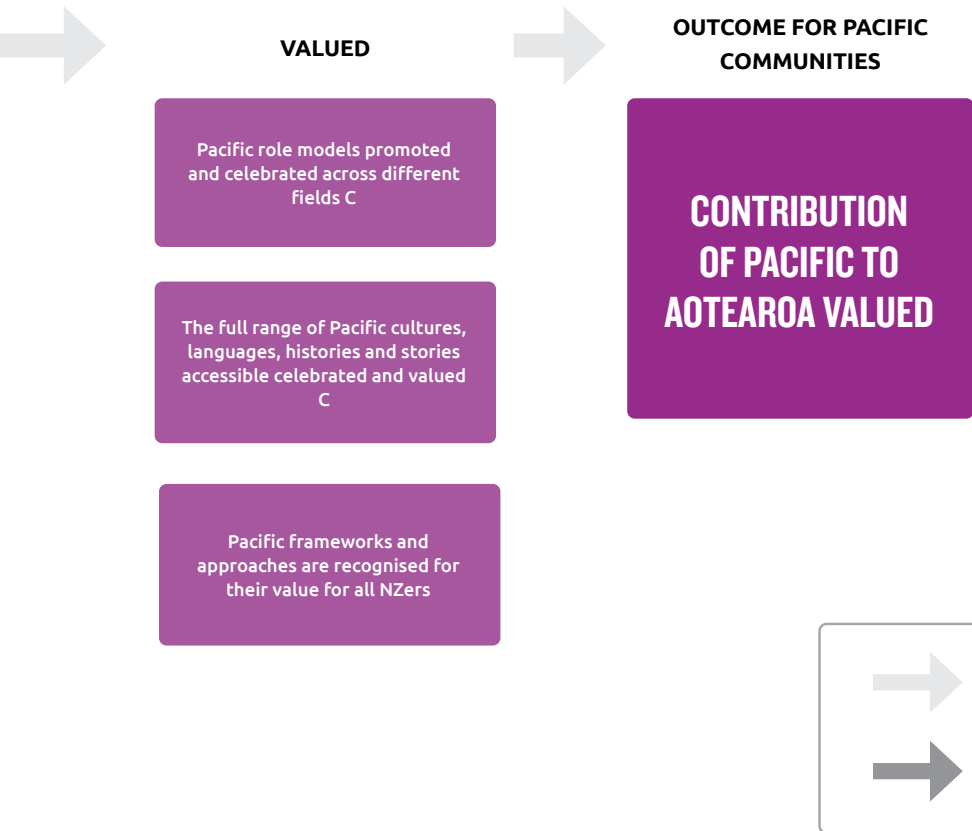 VALUED
OUTCOME FOR PACIFIC
COMMUNITIES
Pacific role models promoted
and celebrated across different
fields C
The full range of Pacific cultures,
languages, histories and stories
accessible celebrated and valued
C
Pacific frameworks and
approaches are recognised for
their value for all NZers
CONTRIBUTION
OF PACIFIC TO
AOTEAROA VALUED